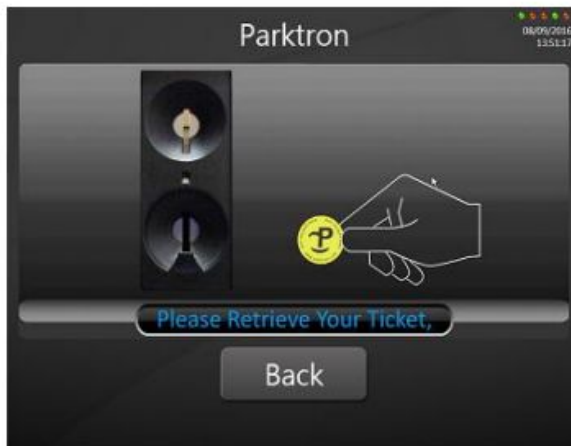 Parktron
08/09/2016
13:51:17
P
Please Retrieve Your Ticket,
Back